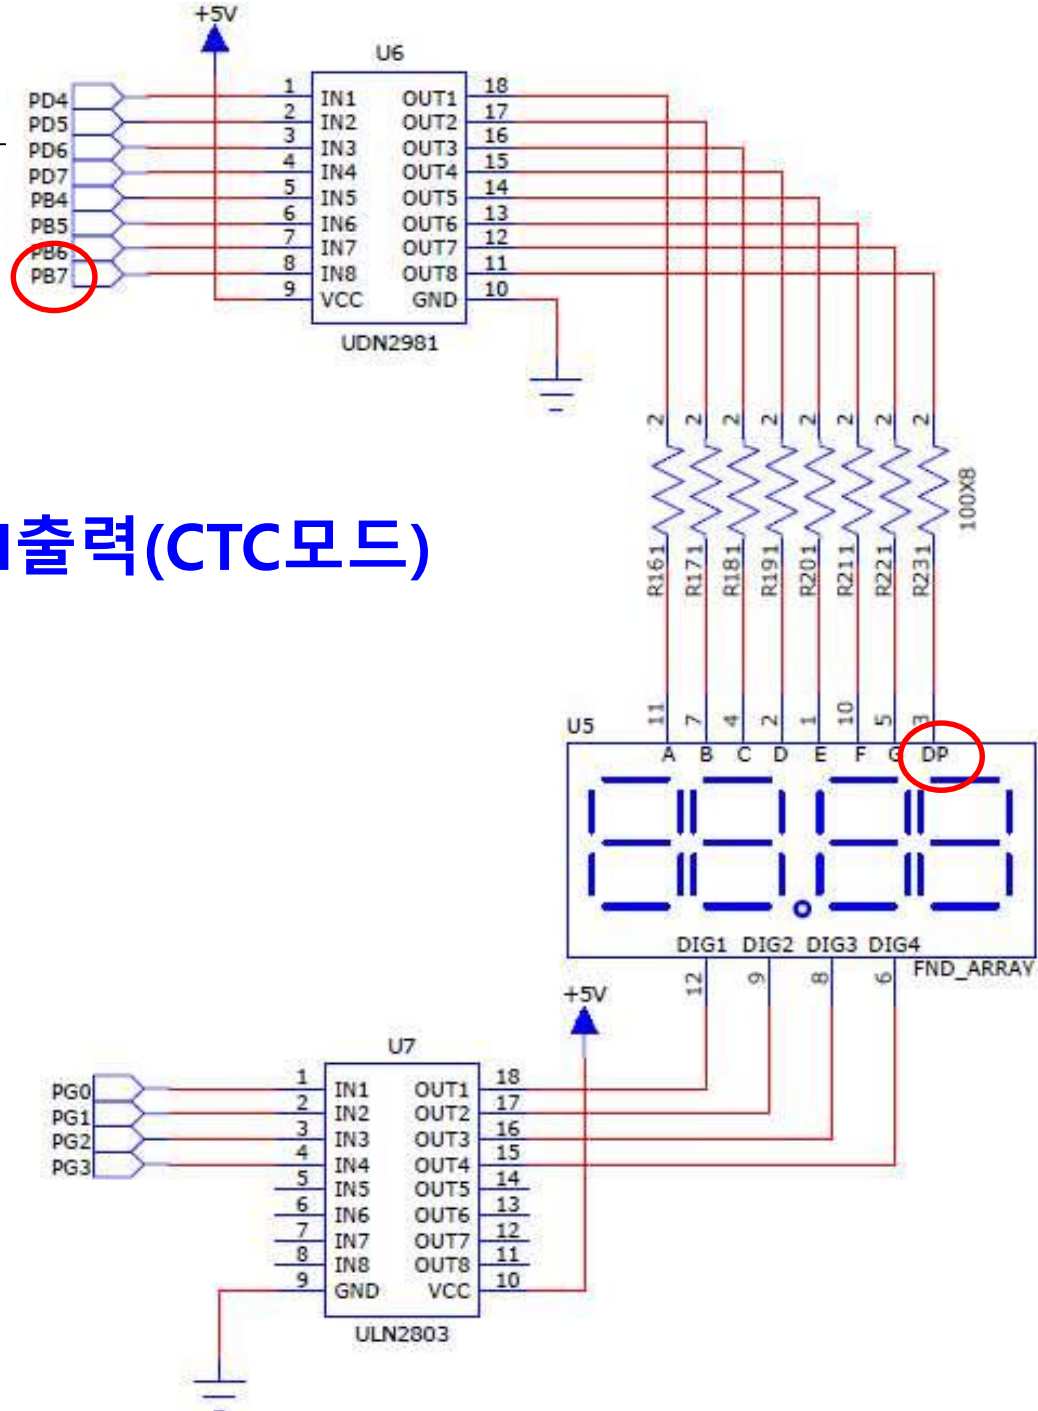 +5V
U6
PD4 1 IN1 OUT1 18
PD5 2 IN2 OUT2 17
PD6 3 IN3 OUT3 16
PD7 4 IN4 OUT4 15
PB4 5 IN5 OUT5 14
PB5 6 IN6 OUT6 13
PB6 7 IN7 OUT7 12
PB7 8 IN8 OUT8 11
9 VCC GND 10
UDN2981
2 2 2 2 2 2 2 2
100X8
출력(CTC모드)
R161 R171 R181 R191 R201 R211 R221 R231
11 7 4 2 1 10 5 3
U5
A B C D E F G DP
DIG1 DIG2 DIG3 DIG4
FND_ARRAY
12 9 8 6
+5V
U7
PG0 1 IN1 OUT1 18
PG1 2 IN2 OUT2 17
PG2 3 IN3 OUT3 16
PG3 4 IN4 OUT4 15
5 IN5 OUT5 14
6 IN6 OUT6 13
7 IN7 OUT7 12
8 IN8 OUT8 11
9 GND VCC 10
ULN2803